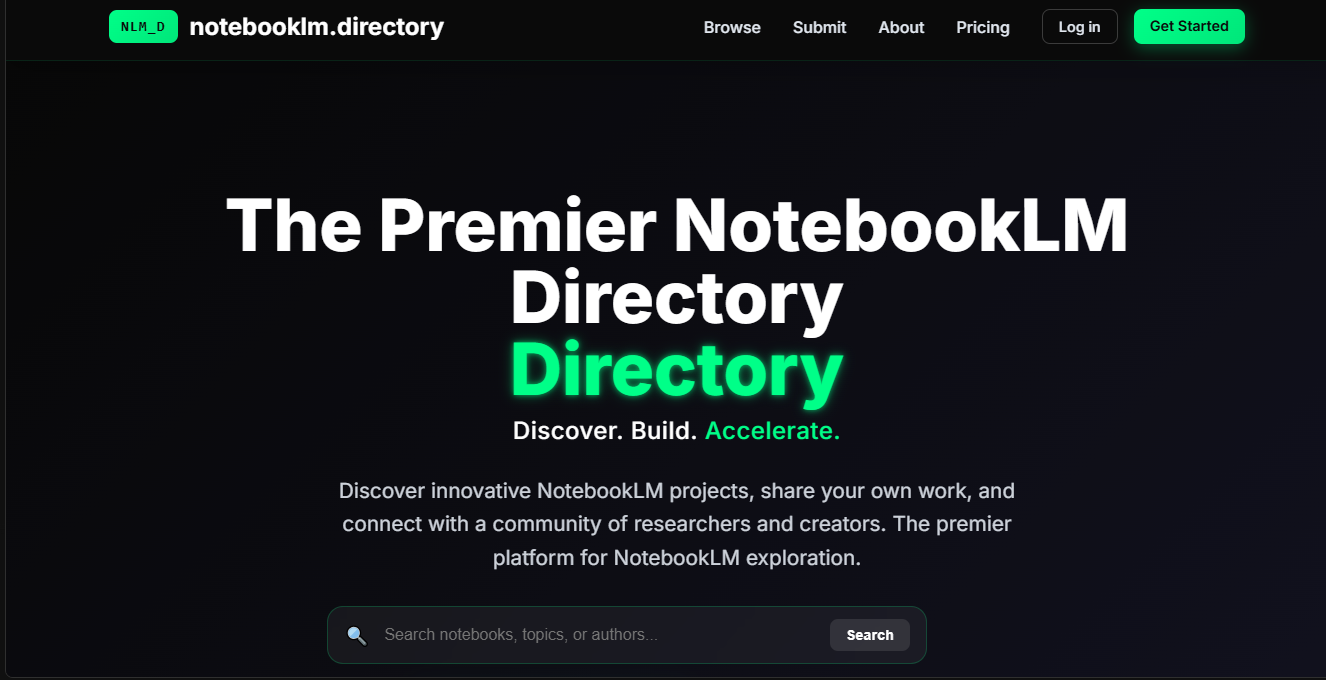 NLM_D notebooklm.directory Browse Submit About Pricing Log in Get Started
The Premier NotebookLM
Directory
Directory
Discover. Build. Accelerate.
Discover innovative NotebookLM projects, share your own work, and
connect with a community of researchers and creators. The premier
platform for NotebookLM exploration.
Search notebooks, topics, or authors... Search